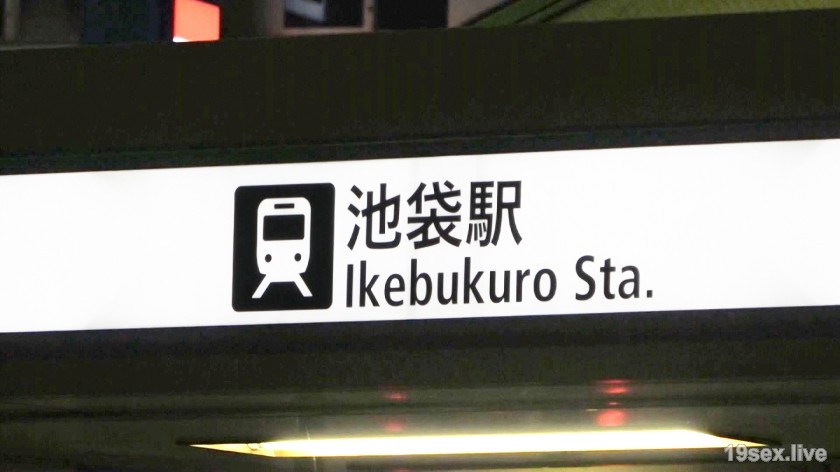 池袋駅
Ikebukuro Sta.
19sex.live